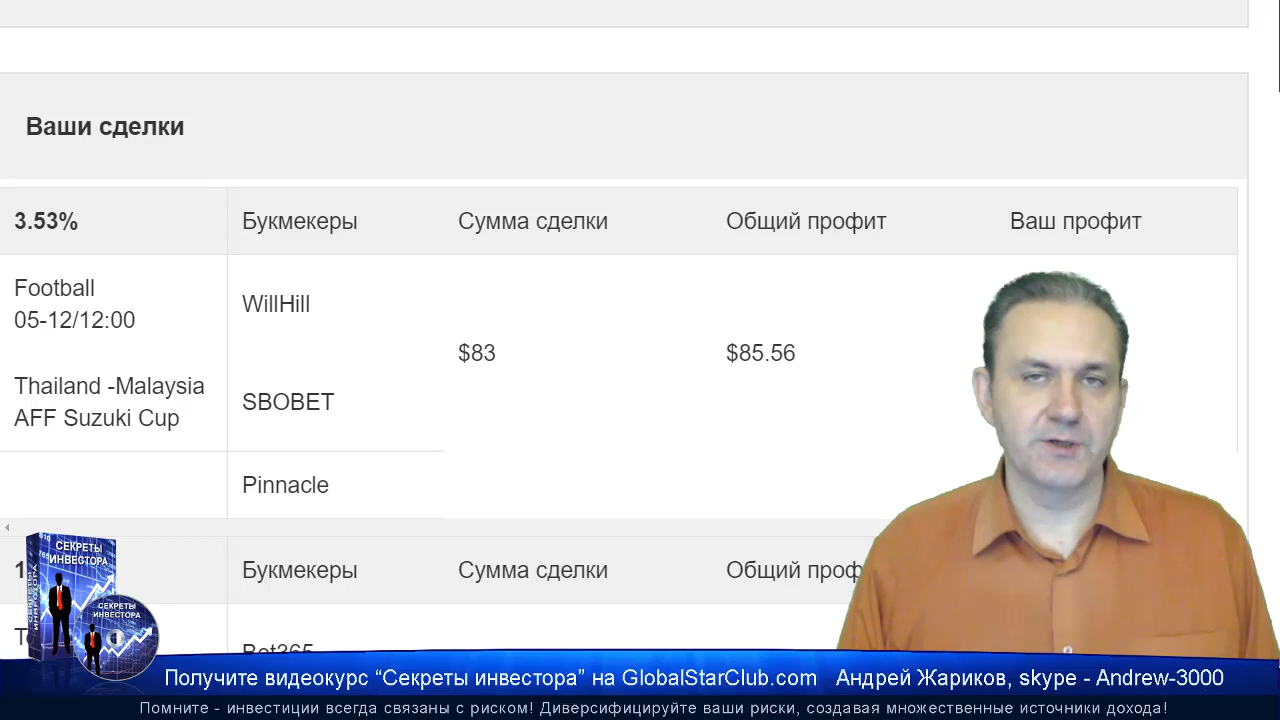 Ваши сделки
3.53%
Букмекеры
Сумма сделки
Общий профит
Ваш профит
Football
05-12/12:00
WillHill
$83
$85.56
Thailand -Malaysia
AFF Suzuki Cup
SBOBET
Pinnacle
Букмекеры
Сумма сделки
Общий проф
Bet365
СЕКРЕТЫ
ИНВЕСТОРА
СЕКРЕТЫ
ИНВЕСТОРА
Получите видеокурс “Секреты инвестора” на GlobalStarClub.com Андрей Жариков, skype - Andrew-3000
Помните - инвестиции всегда связаны с риском! Диверсифицируйте ваши риски, создавая множественные источники дохода!